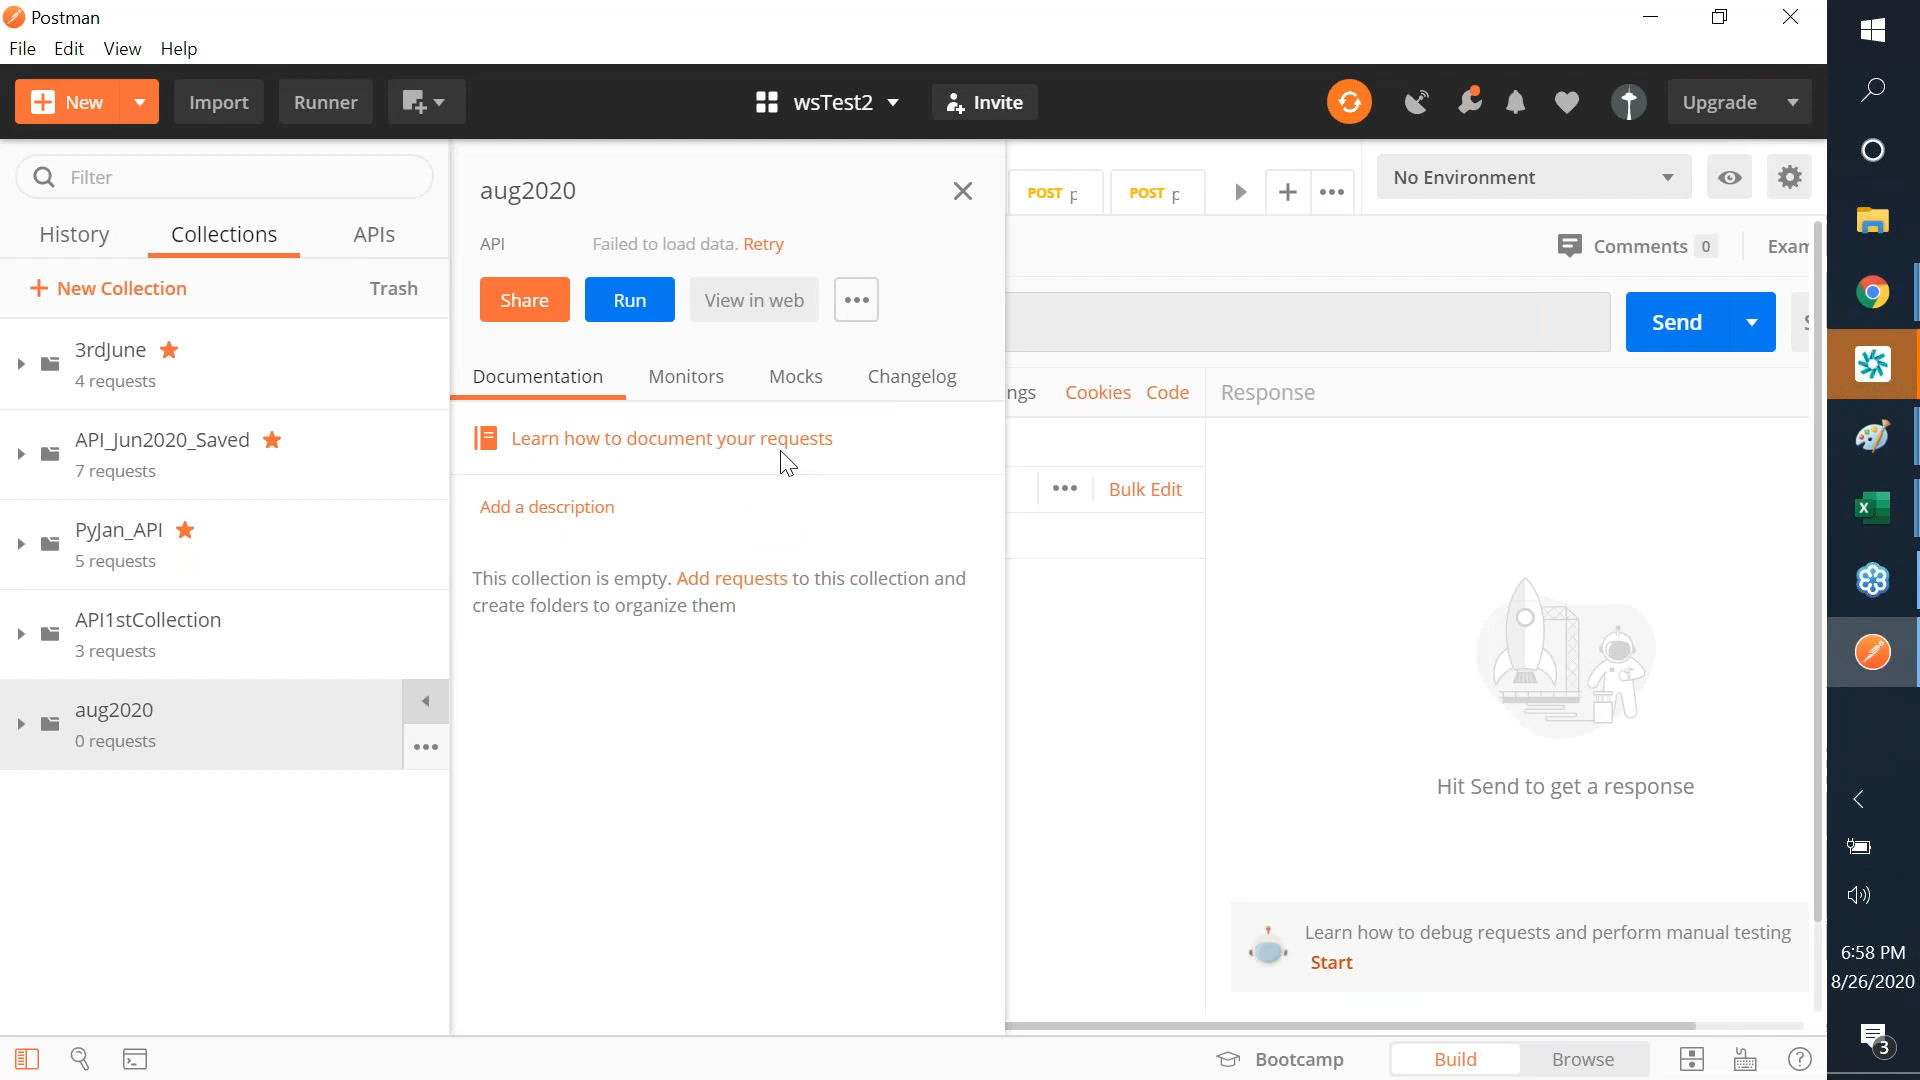 Postman
File Edit View Help
New Import Runner wsTest2 Invite Upgrade
Filter
History Collections APIs
New Collection Trash
3rdJune
4 requests
API_Jun2020_Saved
7 requests
PyJan_API
5 requests
API1stCollection
3 requests
aug2020
0 requests
aug2020
API Failed to load data. Retry
Share Run View in web
Documentation Monitors Mocks Changelog
Learn how to document your requests
Add a description
This collection is empty. Add requests to this collection and
create folders to organize them
POST POST
No Environment
Comments 0 Exam
Send
ngs Cookies Code Response
Bulk Edit
Hit Send to get a response
Learn how to debug requests and perform manual testing
Start
Bootcamp Build Browse
6:58 PM
8/26/2020
3